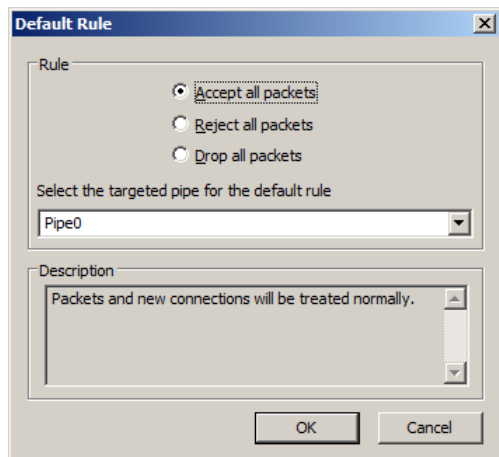 Default Rule
Rule
Accept all packets
Reject all packets
Drop all packets
Select the targeted pipe for the default rule
Pipe0
Description
Packets and new connections will be treated normally.
OK Cancel